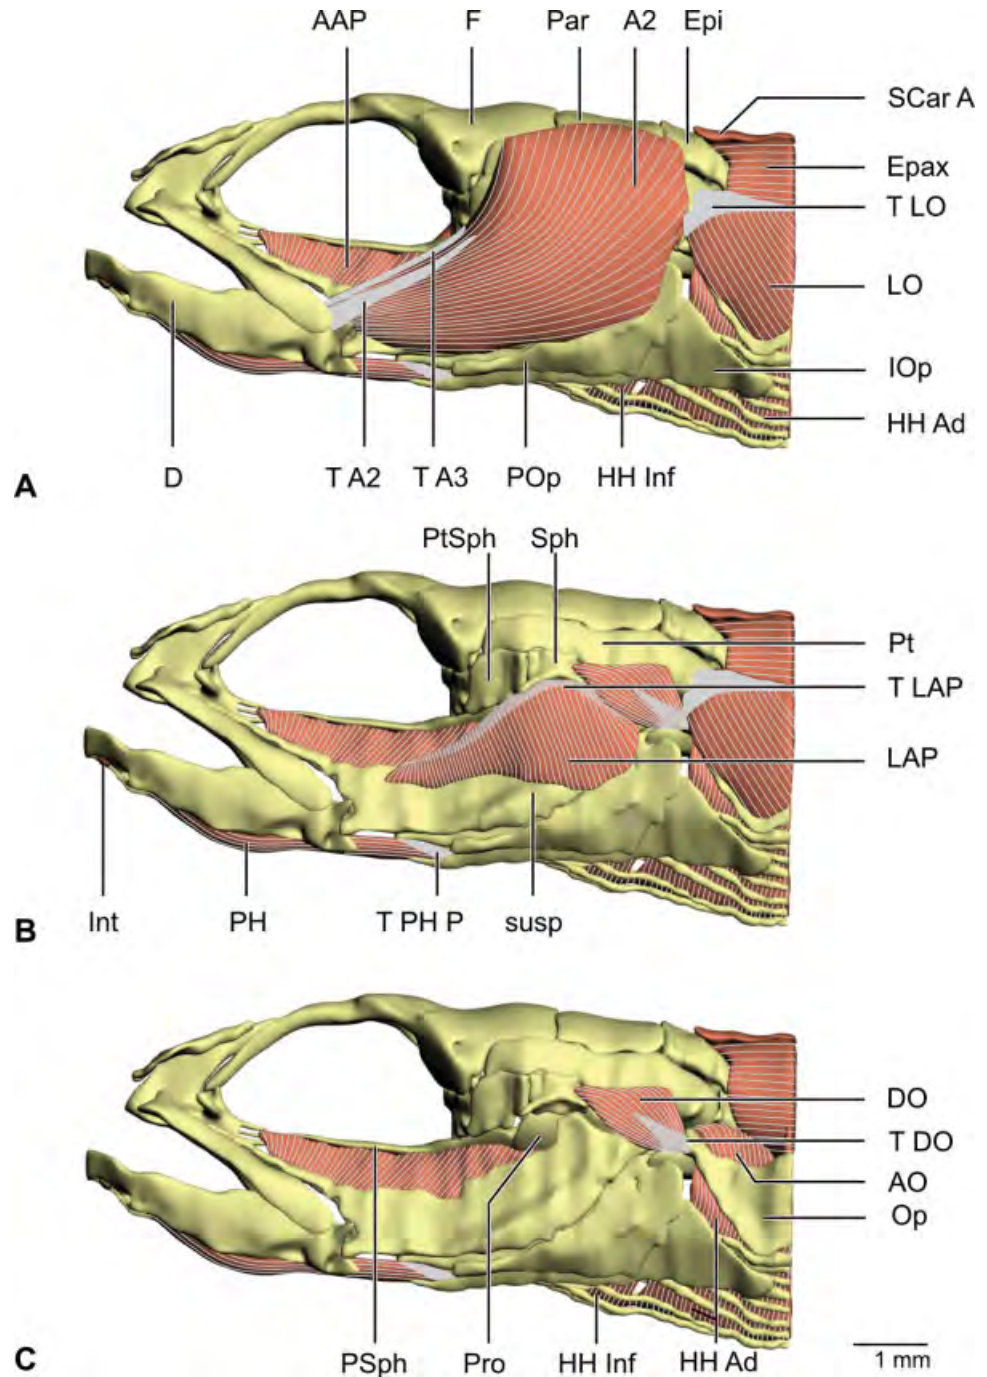 AAP F Par A2 Epi
SCar A
Epax
T LO
LO
IOp
HH Ad
D T A2 T A3 POp HH Inf
A
PtSph Sph
Pt
T LAP
LAP
Int PH T PH P susp
B
DO
T DO
AO
Op
PSph Pro HH Inf HH Ad
C
1 mm